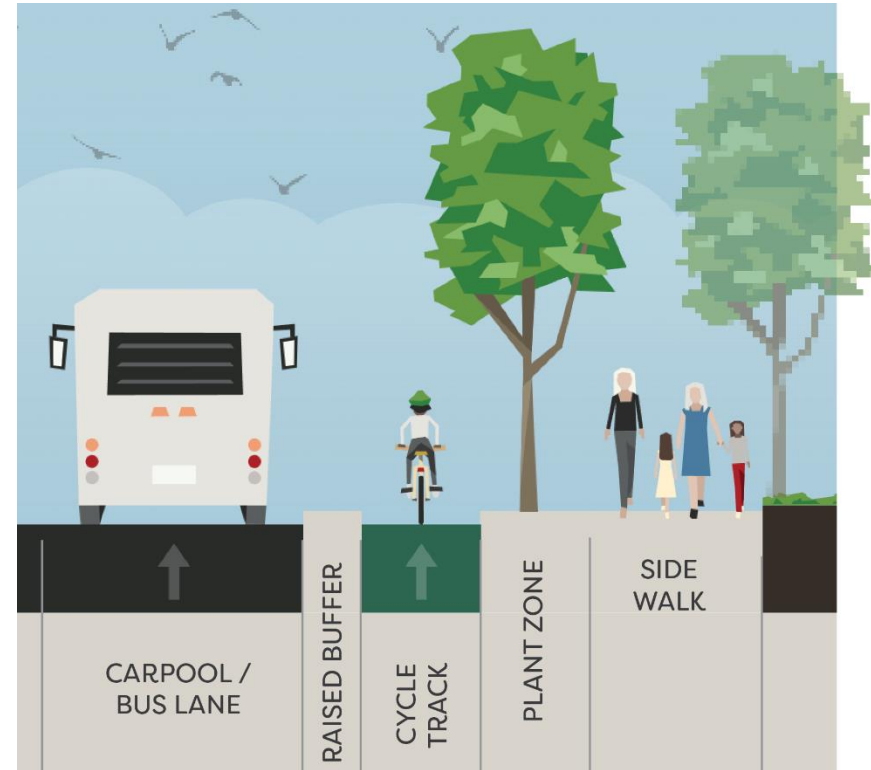 CARPOOL /
BUS LANE
RAISED BUFFER
CYCLE
TRACK
PLANT ZONE
SIDE
WALK